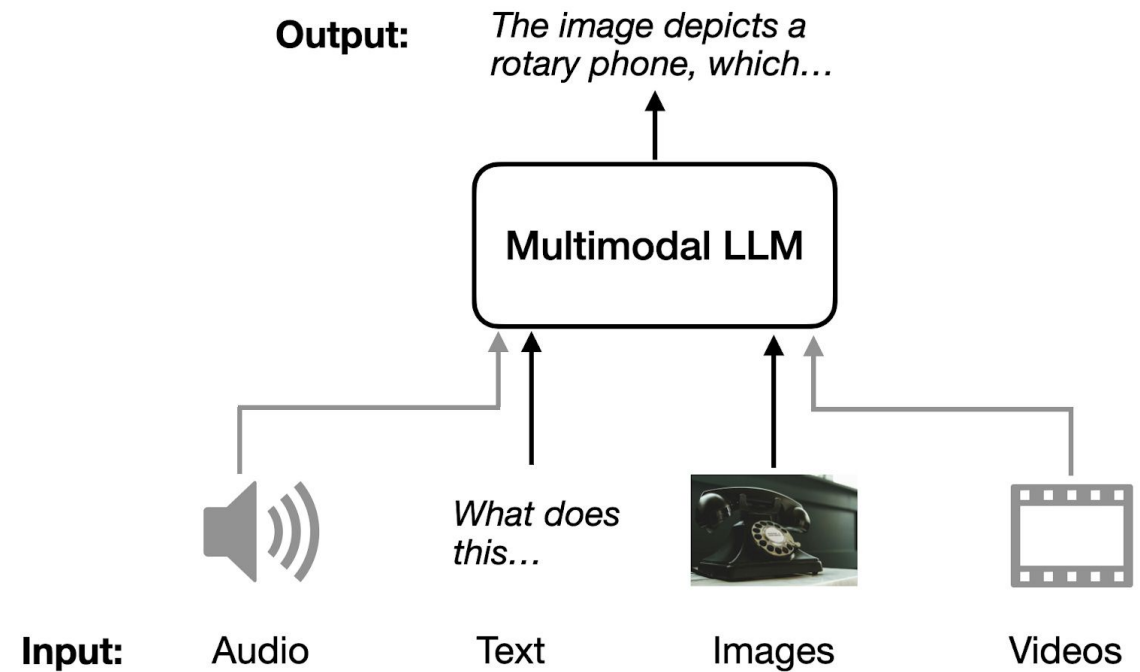 Output:
The image depicts a
rotary phone, which…
Multimodal LLM
What does
this…
Input:
Audio
Text
Images
Videos